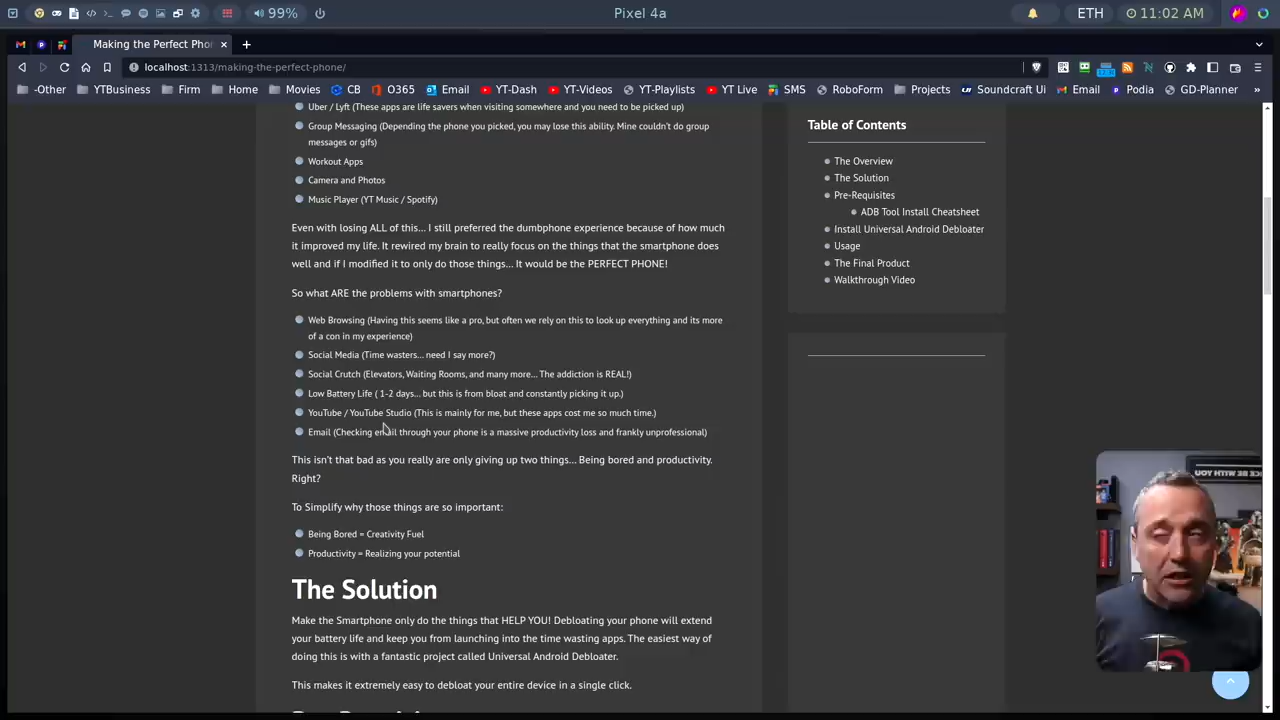 99%
Pixel 4a
ETH
11:02 AM
Making the Perfect Pho
localhost:1313/making-the-perfect-phone/
-Other
YTBusiness
Firm
Home
Movies
CB
O365
Email
YT-Dash
YT-Videos
YT-Playlists
YT Live
SMS
RoboForm
Projects
Soundcraft Ui
Email
Podia
GD-Planner
»
Uber / Lyft (These apps are life savers when visiting somewhere and you need to be picked up)
Group Messaging (Depending the phone you picked, you may lose this ability. Mine couldn't do group
messages or gifs)
Workout Apps
Camera and Photos
Music Player (YT Music / Spotify)
Even with losing ALL of this... I still preferred the dumbphone experience because of how much
it improved my life. It rewired my brain to really focus on the things that the smartphone does
well and if I modified it to only do those things... It would be the PERFECT PHONE!
So what ARE the problems with smartphones?
Web Browsing (Having this seems like a pro, but often we rely on this to look up everything and its more
of a con in my experience)
Social Media (Time wasters... need I say more?)
Social Crutch (Elevators, Waiting Rooms, and many more... The addiction is REAL!)
Low Battery Life ( 1-2 days... but this is from bloat and constantly picking it up.)
YouTube / YouTube Studio (This is mainly for me, but these apps cost me so much time.)
Email (Checking email through your phone is a massive productivity loss and frankly unprofessional)
This isn't that bad as you really are only giving up two things... Being bored and productivity.
Right?
To Simplify why those things are so important:
Being Bored = Creativity Fuel
Productivity = Realizing your potential
The Solution
Make the Smartphone only do the things that HELP YOU! Debloating your phone will extend
your battery life and keep you from launching into the time wasting apps. The easiest way of
doing this is with a fantastic project called Universal Android Debloater.
This makes it extremely easy to debloat your entire device in a single click.
Table of Contents
The Overview
The Solution
Pre-Requisites
ADB Tool Install Cheatsheet
Install Universal Android Debloater
Usage
The Final Product
Walkthrough Video